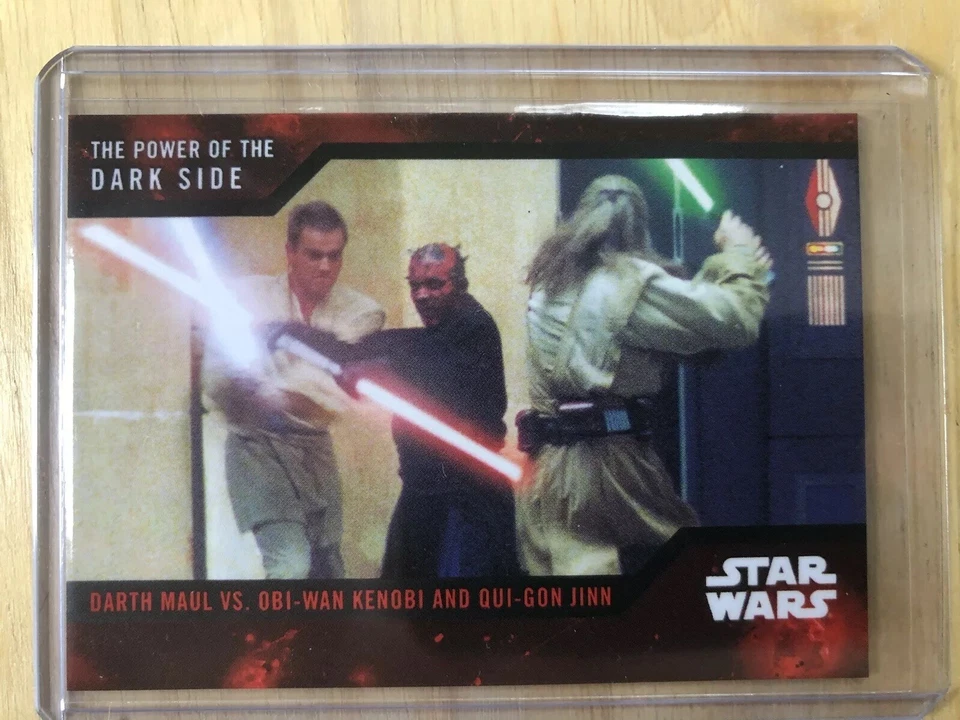 THE POWER OF THE
DARK SIDE
DARTH MAUL VS. OBI-WAN KENOBI AND QUI-GON JINN
STAR
WARS